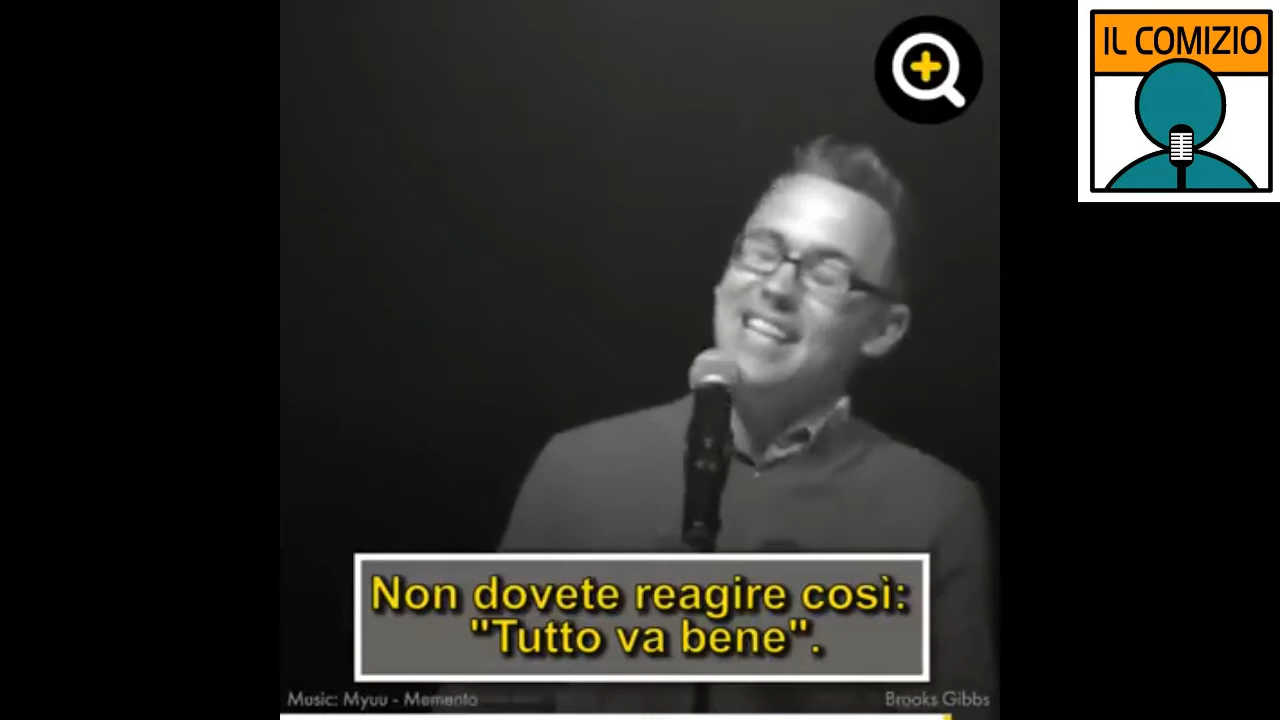 IL COMIZIO
Non dovete reagire così:
"Tutto va bene".
Music: Myuu - Memento
Brooks Gibbs